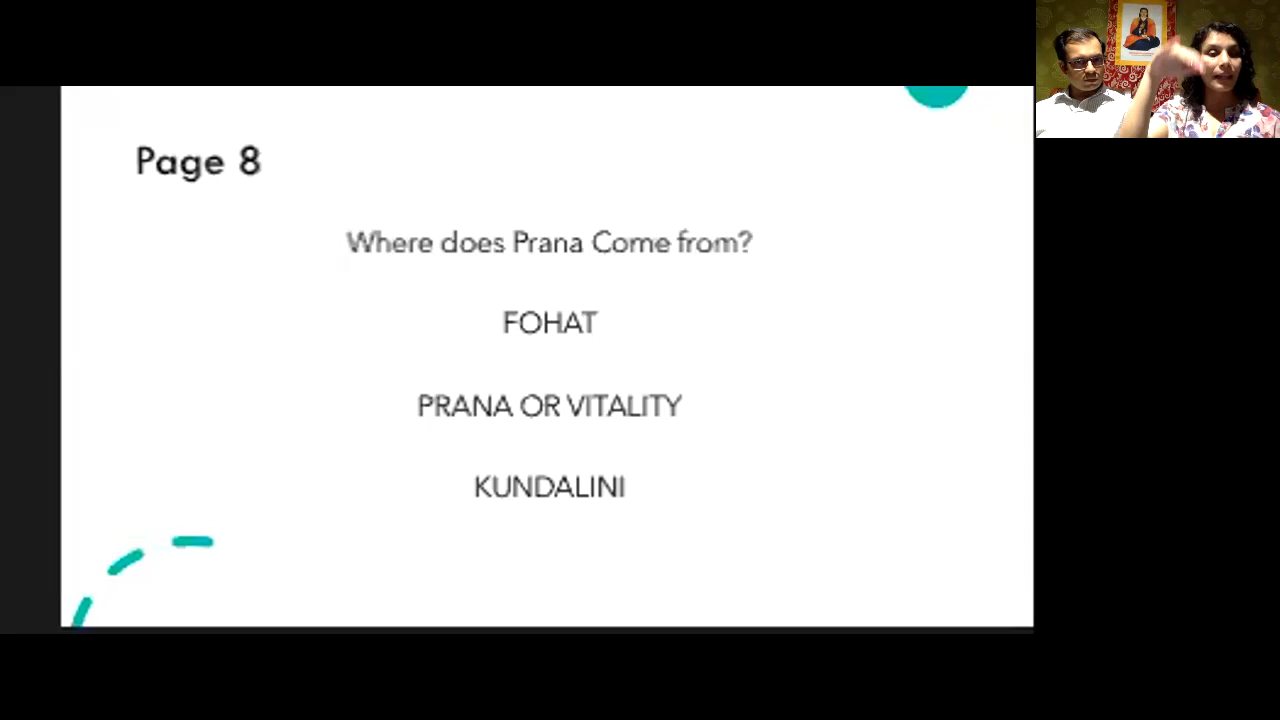 Page 8
Where does Prana Come from?
FOHAT
PRANA OR VITALITY
KUNDALINI